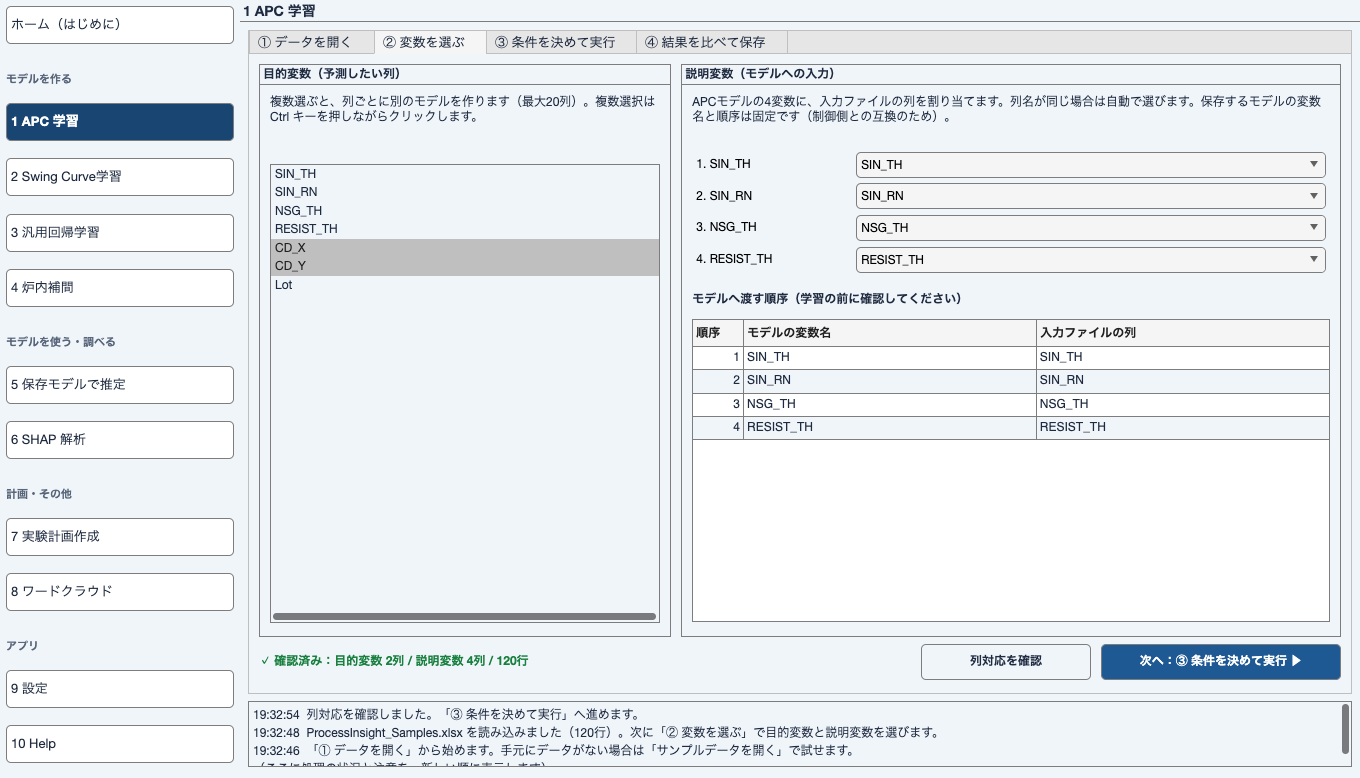 ホーム（はじめに）
モデルを作る
1 APC 学習
2 Swing Curve学習
3 汎用回帰学習
4 炉内補間
モデルを使う・調べる
5 保存モデルで推定
6 SHAP 解析
計画・その他
7 実験計画作成
8 ワードクラウド
アプリ
9 設定
10 Help
1 APC 学習
① データを開く
② 変数を選ぶ
③ 条件を決めて実行
④ 結果を比べて保存
目的変数（予測したい列）
複数選ぶと、列ごとに別のモデルを作ります（最大20列）。複数選択は
Ctrl キーを押しながらクリックします。
SIN_TH
SIN_RN
NSG_TH
RESIST_TH
CD_X
CD_Y
Lot
説明変数（モデルへの入力）
APCモデルの4変数に、入力ファイルの列を割り当てます。列名が同じ場合は自動で選びます。保存するモデルの変数
名と順序は固定です（制御側との互換のため）。
1. SIN_TH SIN_TH
2. SIN_RN SIN_RN
3. NSG_TH NSG_TH
4. RESIST_TH RESIST_TH
モデルへ渡す順序（学習の前に確認してください）
順序 モデルの変数名 入力ファイルの列
1 SIN_TH SIN_TH
2 SIN_RN SIN_RN
3 NSG_TH NSG_TH
4 RESIST_TH RESIST_TH
✓ 確認済み：目的変数 2列 / 説明変数 4列 / 120行
列対応を確認
次へ：③ 条件を決めて実行 ▶
19:32:54 列対応を確認しました。「③ 条件を決めて実行」へ進めます。
19:32:48 ProcessInsight_Samples.xlsx を読み込みました（120行）。次に「② 変数を選ぶ」で目的変数と説明変数を選びます。
19:32:46 「① データを開く」から始めます。手元にデータがない場合は「サンプルデータを開く」で試せます。